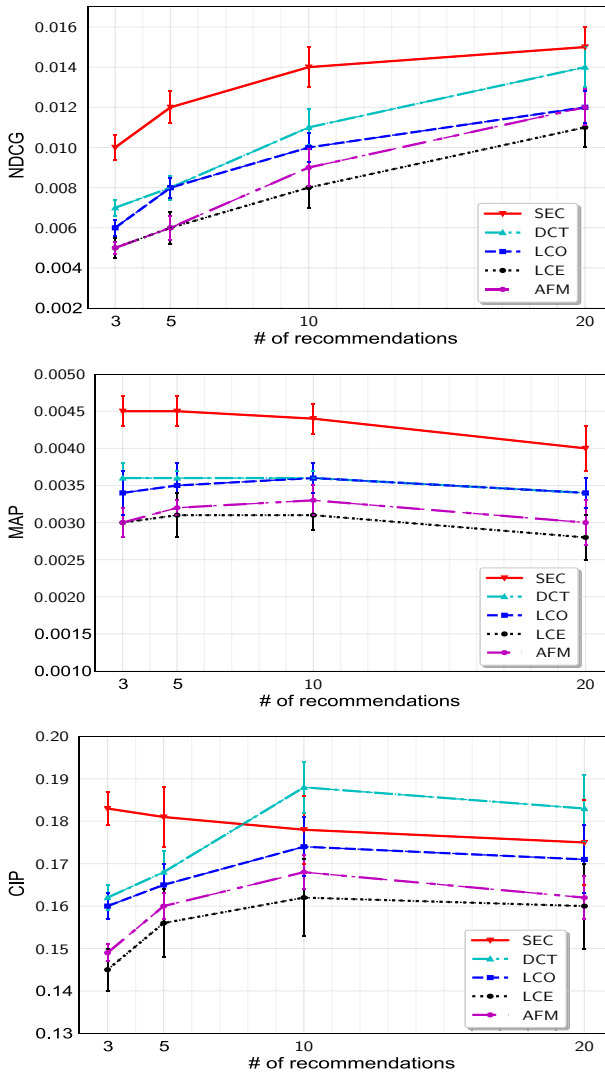 0.016
0.014
0.012
0.010
0.008
0.006
0.004
0.002
NDCG
SEC
DCT
LCO
LCE
AFM
3 5 10 20
# of recommendations
0.0050
0.0045
0.0040
0.0035
0.0030
0.0025
0.0020
0.0015
0.0010
MAP
SEC
DCT
LCO
LCE
AFM
3 5 10 20
# of recommendations
0.20
0.19
0.18
0.17
0.16
0.15
0.14
0.13
CIP
SEC
DCT
LCO
LCE
AFM
3 5 10 20
# of recommendations